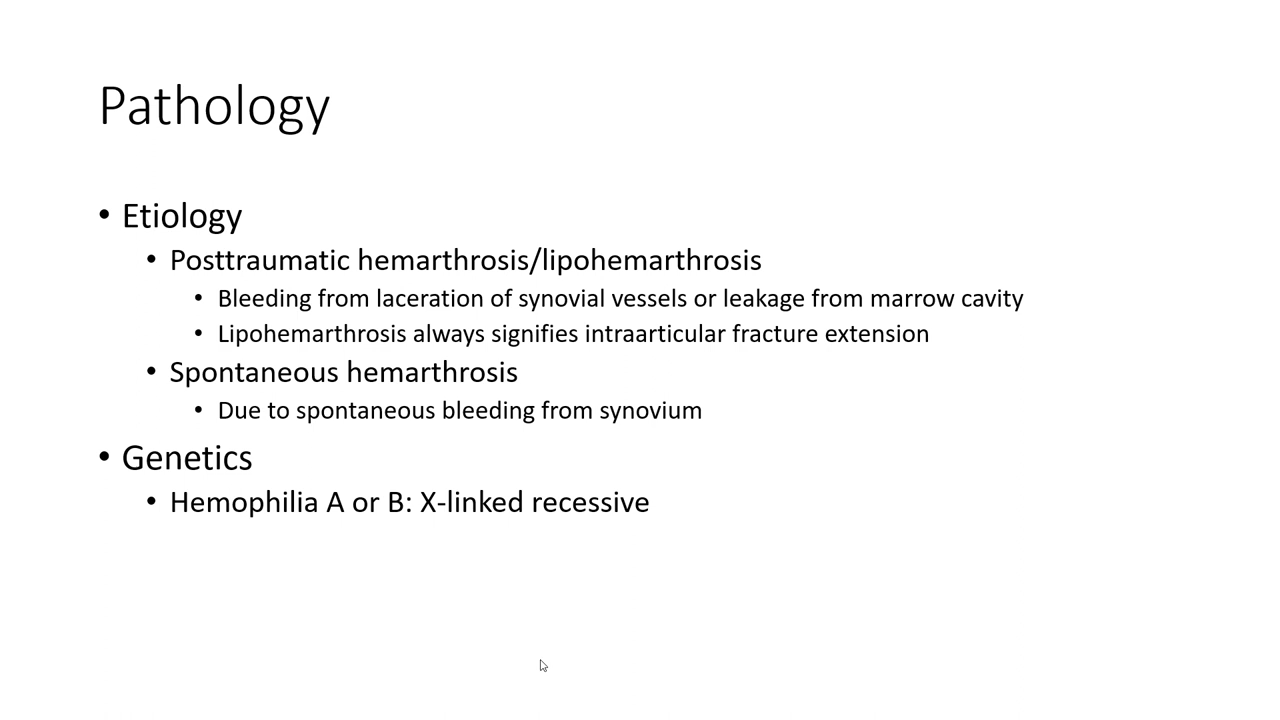 Pathology
• Etiology
• Posttraumatic hemarthrosis/lipohemarthrosis
• Bleeding from laceration of synovial vessels or leakage from marrow cavity
• Lipohemarthrosis always signifies intraarticular fracture extension
• Spontaneous hemarthrosis
• Due to spontaneous bleeding from synovium
• Genetics
• Hemophilia A or B: X-linked recessive